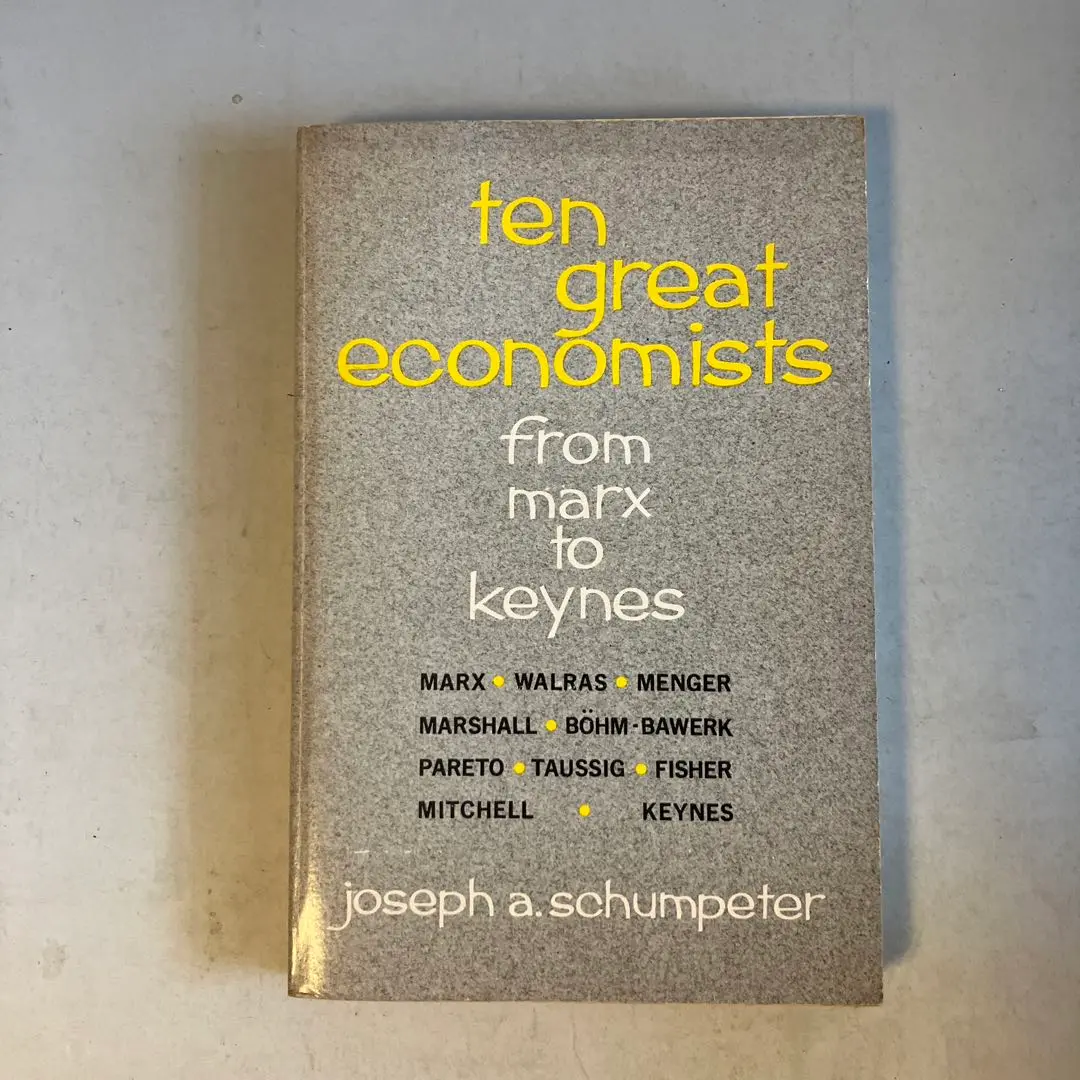 ten
great
economists
from
marx
to
keynes
MARX • WALRAS • MENGER
MARSHALL • BÖHM-BAWERK
PARETO • TAUSSIG • FISHER
MITCHELL • KEYNES
joseph a. schumpeter